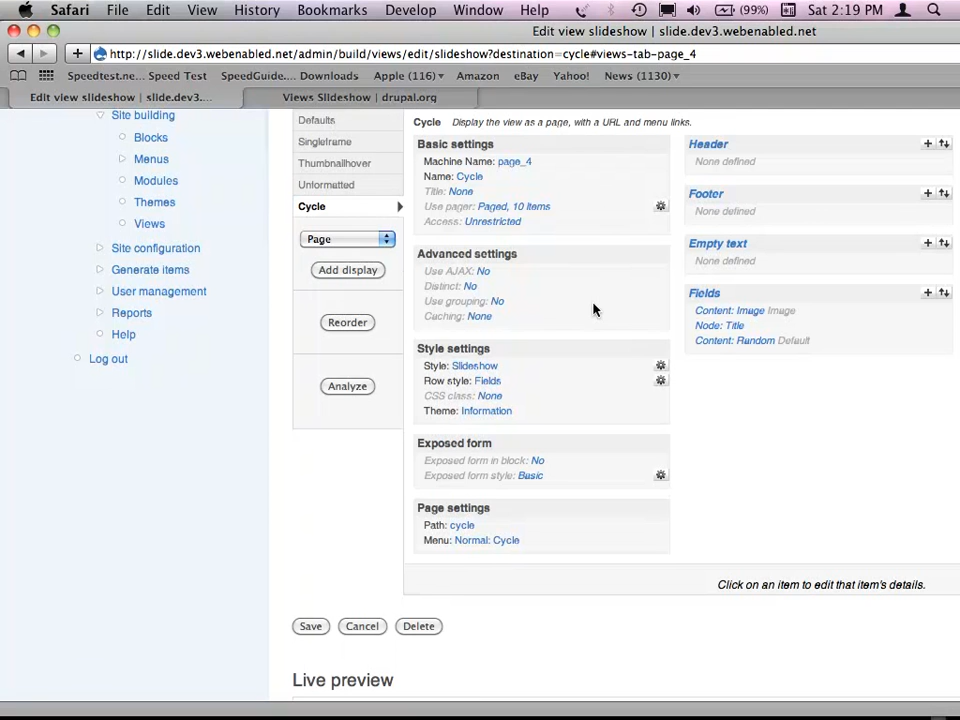 Safari File Edit View History Bookmarks Develop Window Help (99%) Sat 2:19 PM
Edit view slideshow | slide.dev3.webenabled.net
http://slide.dev3.webenabled.net/admin/build/views/edit/slideshow?destination=cycle#views-tab-page_4
Speedtest.ne... Speed Test SpeedGuide.... Downloads Apple (116) Amazon eBay Yahoo! News (1130)
Edit view slideshow | slide.dev3.... Views Slideshow | drupal.org
Site building
Blocks
Menus
Modules
Themes
Views
Site configuration
Generate items
User management
Reports
Help
Log out
Defaults
Singleframe
Thumbnailhover
Unformatted
Cycle
Page
Add display
Reorder
Analyze
Cycle Display the view as a page, with a URL and menu links.
Basic settings
Machine Name: page_4
Name: Cycle
Title: None
Use pager: Paged, 10 items
Access: Unrestricted
Advanced settings
Use AJAX: No
Distinct: No
Use grouping: No
Caching: None
Style settings
Style: Slideshow
Row style: Fields
CSS class: None
Theme: Information
Exposed form
Exposed form in block: No
Exposed form style: Basic
Page settings
Path: cycle
Menu: Normal: Cycle
Header
None defined
Footer
None defined
Empty text
None defined
Fields
Content: Image Image
Node: Title
Content: Random Default
Click on an item to edit that item's details.
Save Cancel Delete
Live preview